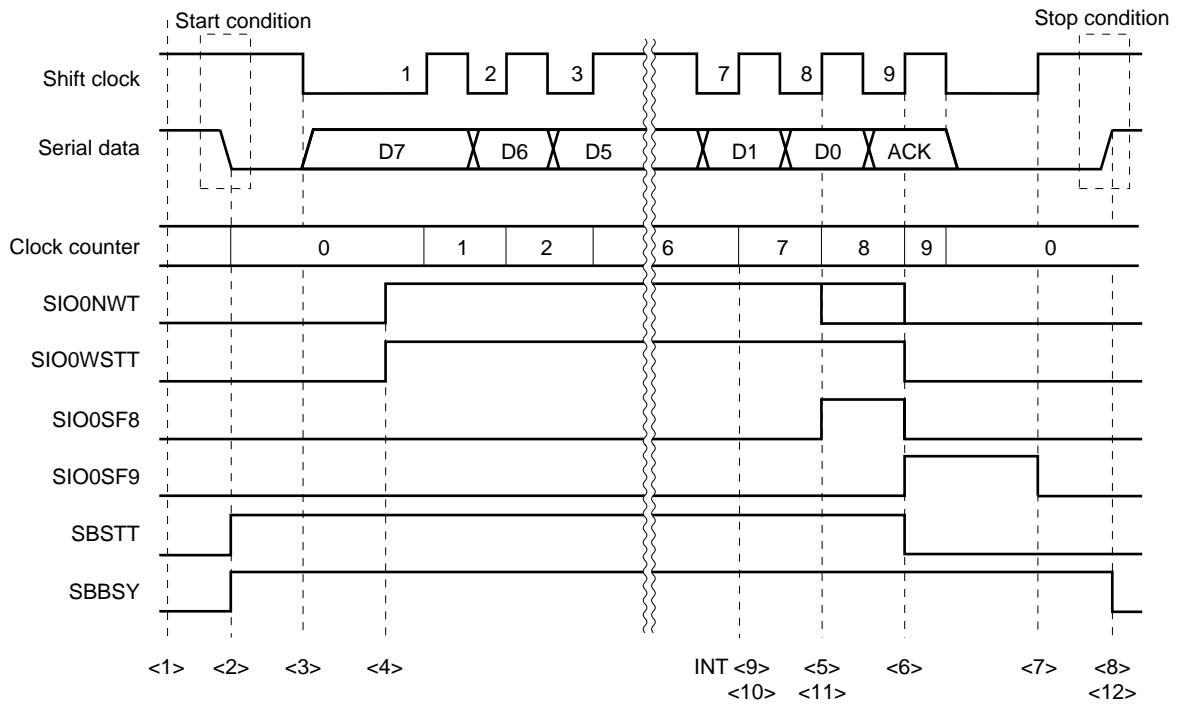 Start condition Stop condition
Shift clock 1 2 3 7 8 9
Serial data D7 D6 D5 D1 D0 ACK
Clock counter 0 1 2 6 7 8 9 0
SIO0NWT
SIO0WSTT
SIO0SF8
SIO0SF9
SBSTT
SBBSY
<1> <2> <3> <4> INT <9> <5> <6> <7> <8>
<10> <11> <12>